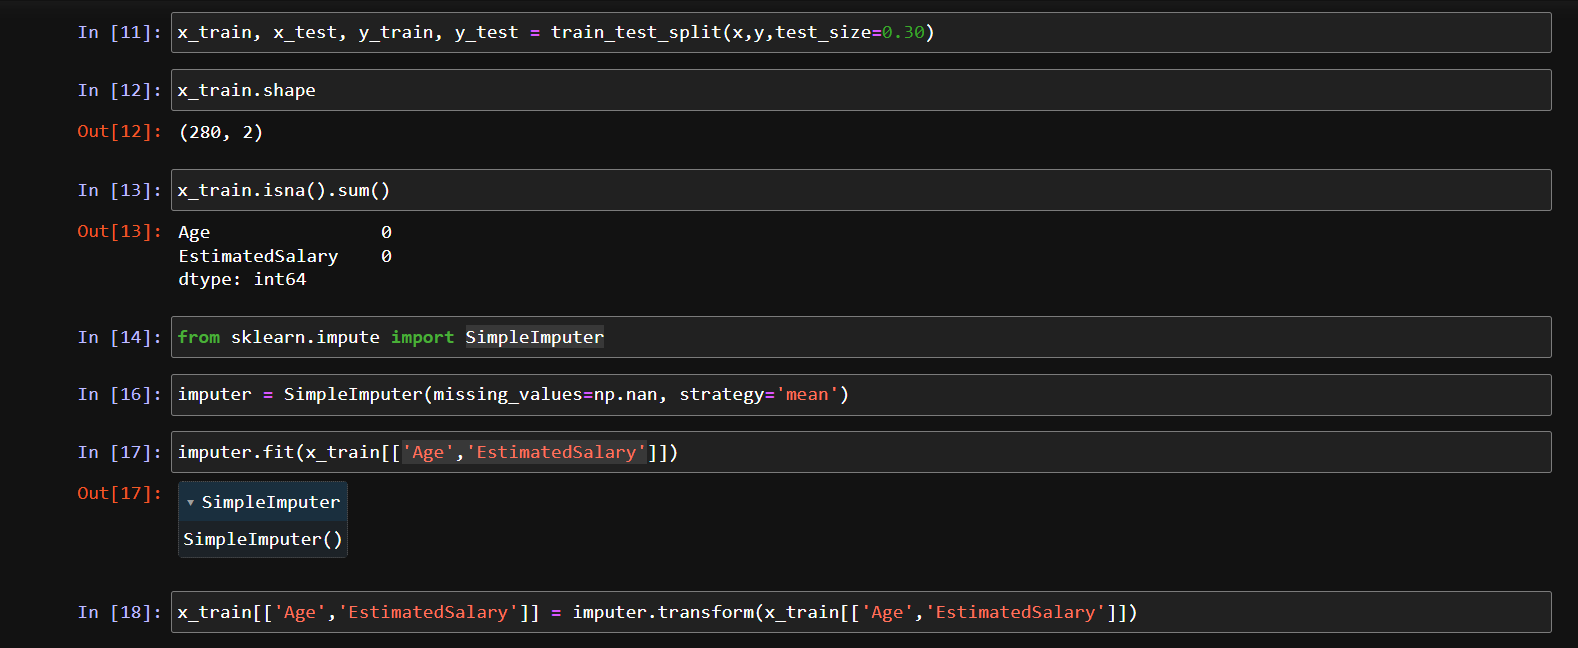 In [11]: x_train, x_test, y_train, y_test = train_test_split(x,y,test_size=0.30)
In [12]: x_train.shape
Out[12]: (280, 2)
In [13]: x_train.isna().sum()
Out[13]: Age                0
EstimatedSalary    0
dtype: int64
In [14]: from sklearn.impute import SimpleImputer
In [16]: imputer = SimpleImputer(missing_values=np.nan, strategy='mean')
In [17]: imputer.fit(x_train[['Age','EstimatedSalary']])
Out[17]: ▾ SimpleImputer
SimpleImputer()
In [18]: x_train[['Age','EstimatedSalary']] = imputer.transform(x_train[['Age','EstimatedSalary']])